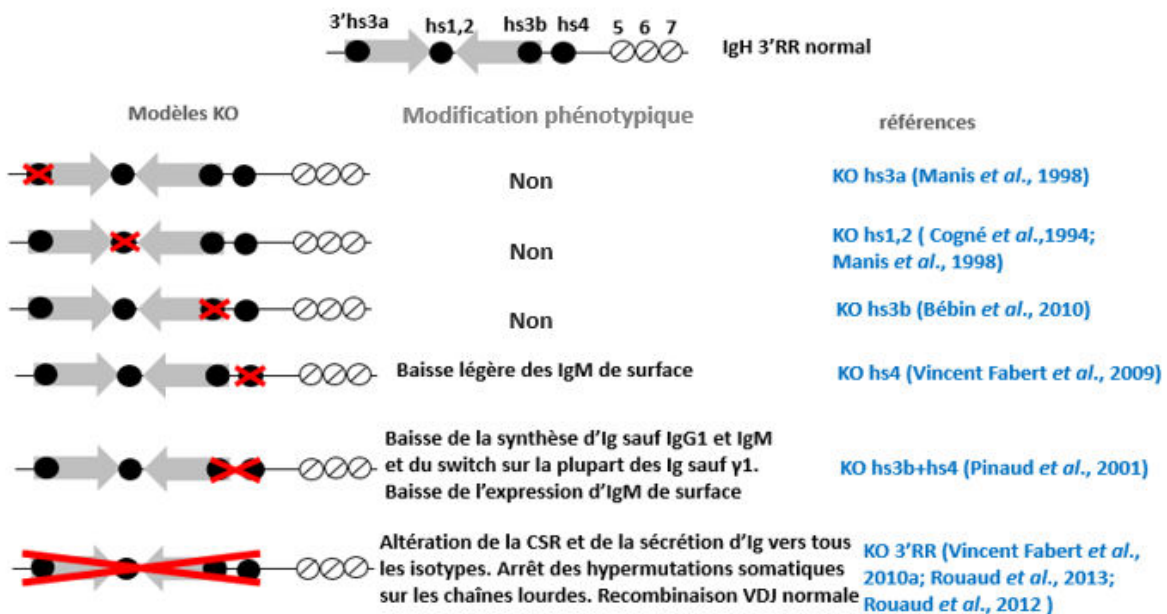 3'hs3a hs1,2 hs3b hs4 5 6 7
IgH 3'RR normal
Modèles KO
Modification phénotypique
références
Non
KO hs3a (Manis et al., 1998)
Non
KO hs1,2 ( Cogné et al.,1994;
Manis et al., 1998)
Non
KO hs3b (Bébin et al., 2010)
Baisse légère des IgM de surface
KO hs4 (Vincent Fabert et al., 2009)
Baisse de la synthèse d'Ig sauf IgG1 et IgM
et du switch sur la plupart des Ig sauf γ1.
Baisse de l'expression d'IgM de surface
KO hs3b+hs4 (Pinaud et al., 2001)
Altération de la CSR et de la sécrétion d'Ig vers tous
les isotypes. Arrêt des hypermutations somatiques
sur les chaînes lourdes. Recombinaison VDJ normale
KO 3'RR (Vincent Fabert et al.,
2010a; Rouaud et al., 2013;
Rouaud et al., 2012 )